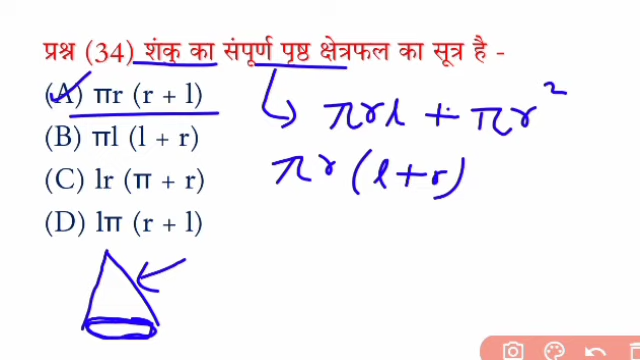 प्रश्न (34) शंकु का संपूर्ण पृष्ठ क्षेत्रफल का सूत्र है -
(A) πr (r + l)
πrl + πr²
(B) πl (l + r)
πr (l + r)
(C) lr (π + r)
(D) lπ (r + l)